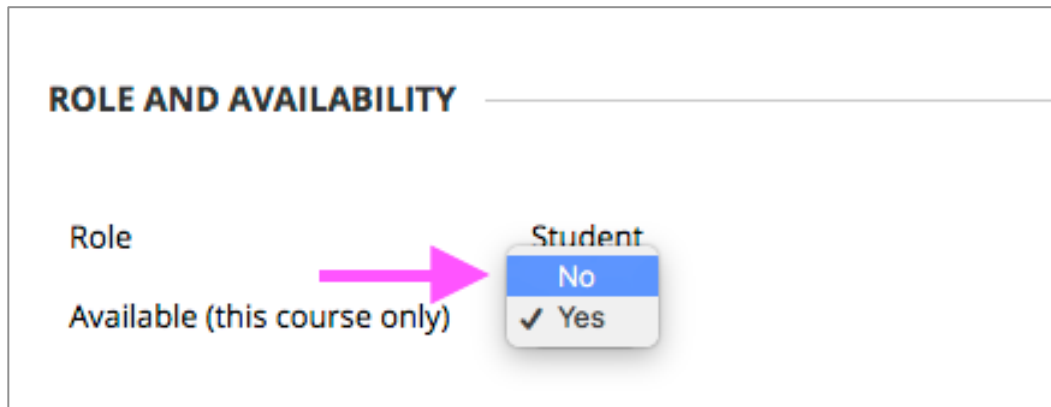 ROLE AND AVAILABILITY
Role Student
No
Available (this course only) ✓ Yes